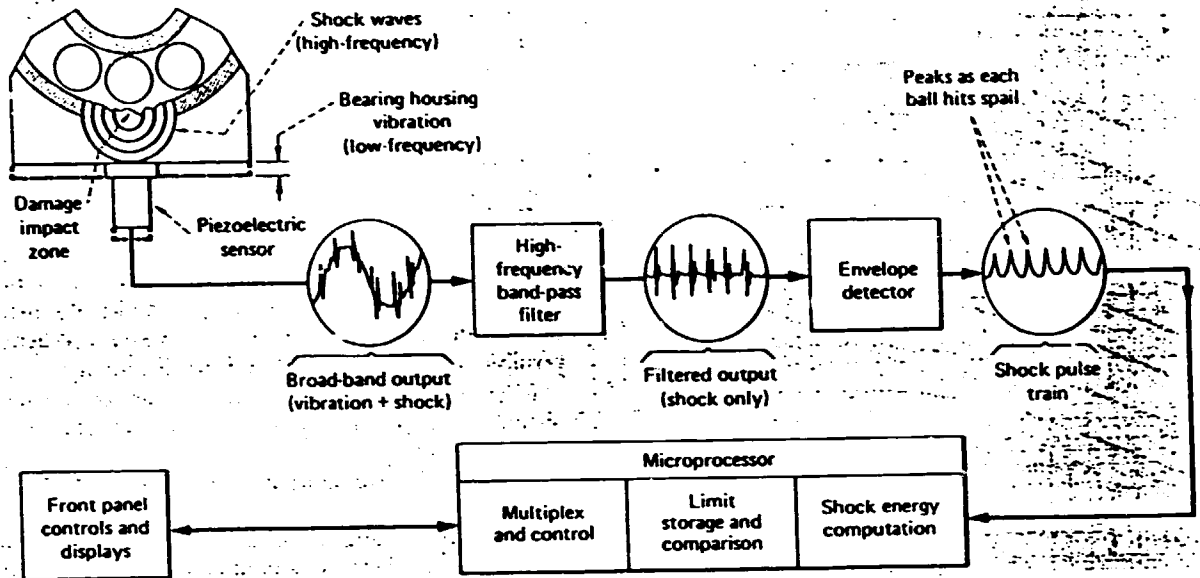 Shock waves
(high-frequency)
Bearing housing
vibration
(low-frequency)
Damage
impact
zone
Piezoelectric
sensor
Peaks as each
ball hits spall
High-
frequency
band-pass
filter
Envelope
detector
Broad-band output
(vibration + shock)
Filtered output
(shock only)
Shock pulse
train
Microprocessor
Front panel
controls and
displays
Multiplex
and control
Limit
storage and
comparison
Shock energy
computation